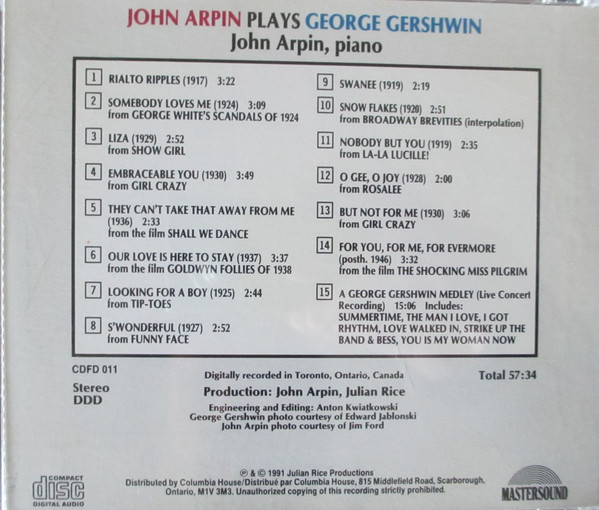 JOHN ARPIN PLAYS GEORGE GERSHWIN
John Arpin, piano
1 RIALTO RIPPLES (1917) 3:22
2 SOMEBODY LOVES ME (1924) 3:09
from GEORGE WHITE'S SCANDALS OF 1924
3 LIZA (1929) 2:52
from SHOW GIRL
4 EMBRACEABLE YOU (1930) 3:49
from GIRL CRAZY
5 THEY CAN'T TAKE THAT AWAY FROM ME
(1936) 2:33
from the film SHALL WE DANCE
6 OUR LOVE IS HERE TO STAY (1937) 3:37
from the film GOLDWYN FOLLIES OF 1938
7 LOOKING FOR A BOY (1925) 2:44
from TIP-TOES
8 S'WONDERFUL (1927) 2:52
from FUNNY FACE
9 SWANEE (1919) 2:19
10 SNOW FLAKES (1920) 2:51
from BROADWAY BREVITIES (interpolation)
11 NOBODY BUT YOU (1919) 2:35
from LA-LA LUCILLE!
12 O GEE, O JOY (1928) 2:00
from ROSALEE
13 BUT NOT FOR ME (1930) 3:06
from GIRL CRAZY
14 FOR YOU, FOR ME, FOR EVERMORE
(posth. 1946) 3:32
from the film THE SHOCKING MISS PILGRIM
15 A GEORGE GERSHWIN MEDLEY (Live Concert
Recording) 15:06 Includes:
SUMMERTIME, THE MAN I LOVE, I GOT
RHYTHM, LOVE WALKED IN, STRIKE UP THE
BAND & BESS, YOU IS MY WOMAN NOW
CDFD 011
Stereo
DDD
Digitally recorded in Toronto, Ontario, Canada
Total 57:34
Production: John Arpin, Julian Rice
Engineering and Editing: Anton Kwiatkowski
George Gershwin photo courtesy of Edward Jablonski
John Arpin photo courtesy of Jim Ford
COMPACT
disc
DIGITAL AUDIO
℗ & © 1991 Julian Rice Productions
Distributed by Columbia House/Distribué par Columbia House, 815 Middlefield Road, Scarborough,
Ontario, M1V 3M3. Unauthorized copying of this recording strictly prohibited.
MASTERSOUND